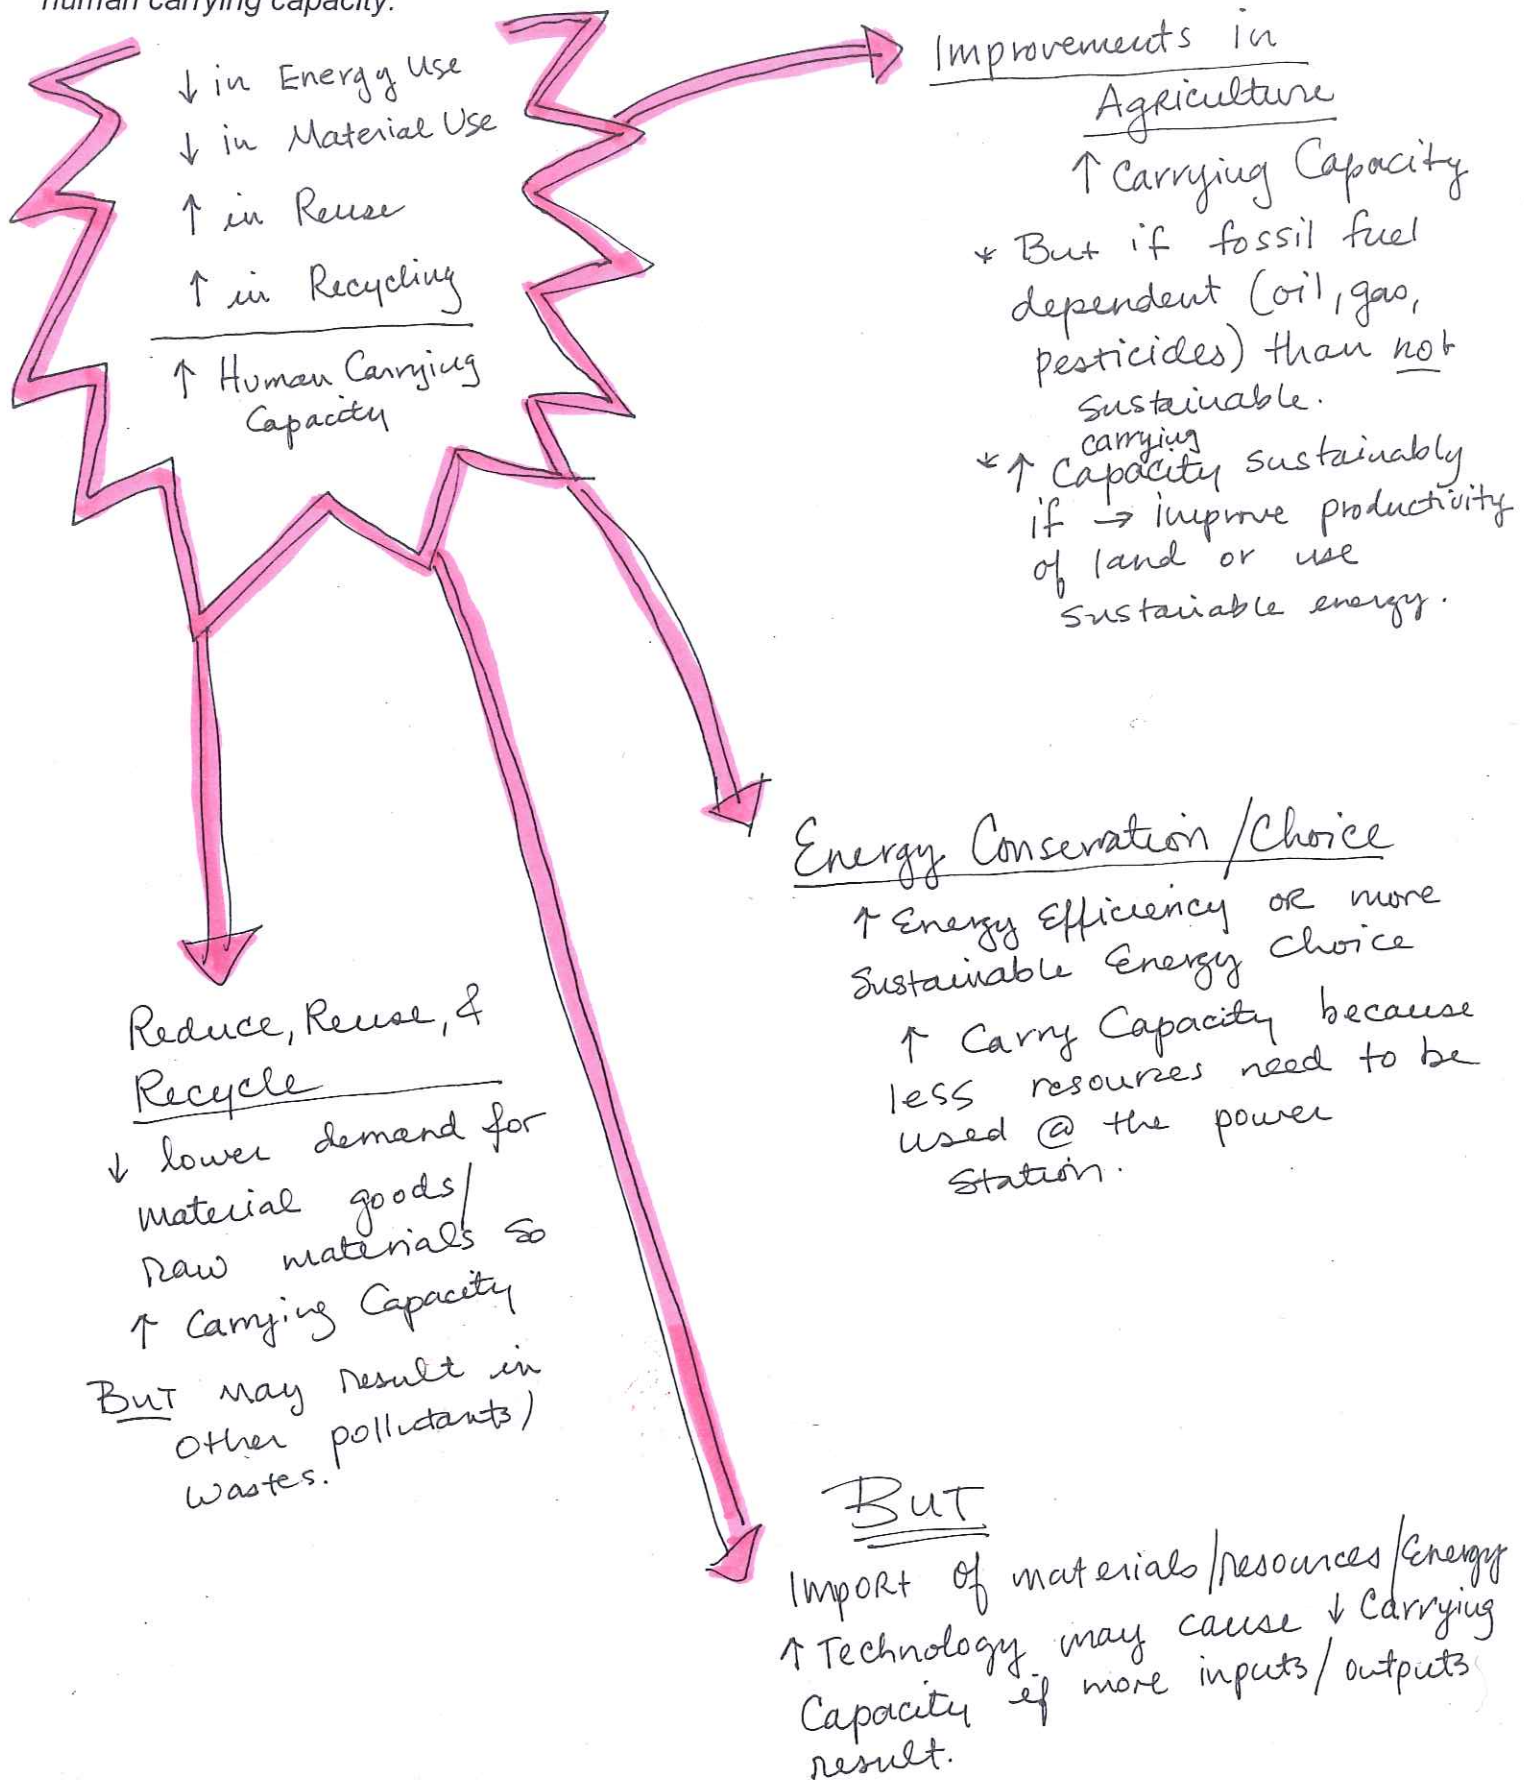 human carrying capacity.
↓ in Energy Use
↓ in Material Use
↑ in Reuse
↑ in Recycling
↑ Human Carrying
Capacity
Improvements in
Agriculture
↑ Carrying Capacity
* But if fossil fuel
dependent (oil, gas,
pesticides) than not
sustainable.
carrying
* ↑ Capacity sustainably
if → improve productivity
of land or use
sustainable energy.
Energy Conservation/Choice
↑ Energy Efficiency OR more
Sustainable Energy Choice
↑ Carry Capacity because
less resources need to be
used @ the power
Station.
Reduce, Reuse, &
Recycle
↓ lower demand for
material goods/
raw materials so
↑ Carrying Capacity
BUT may result in
other pollutants/
wastes.
BUT
Import of materials/resources/Energy
↑ Technology may cause ↓ Carrying
Capacity if more inputs/outputs
result.